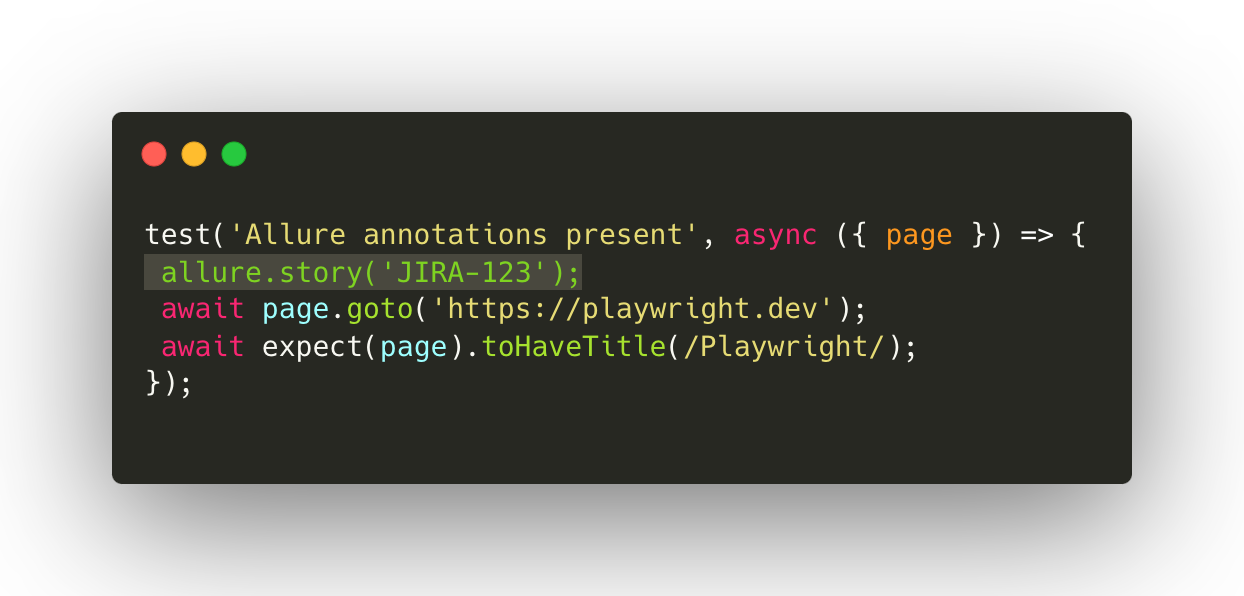 test('Allure annotations present', async ({ page }) => {
 allure.story('JIRA-123');
 await page.goto('https://playwright.dev');
 await expect(page).toHaveTitle(/Playwright/);
});